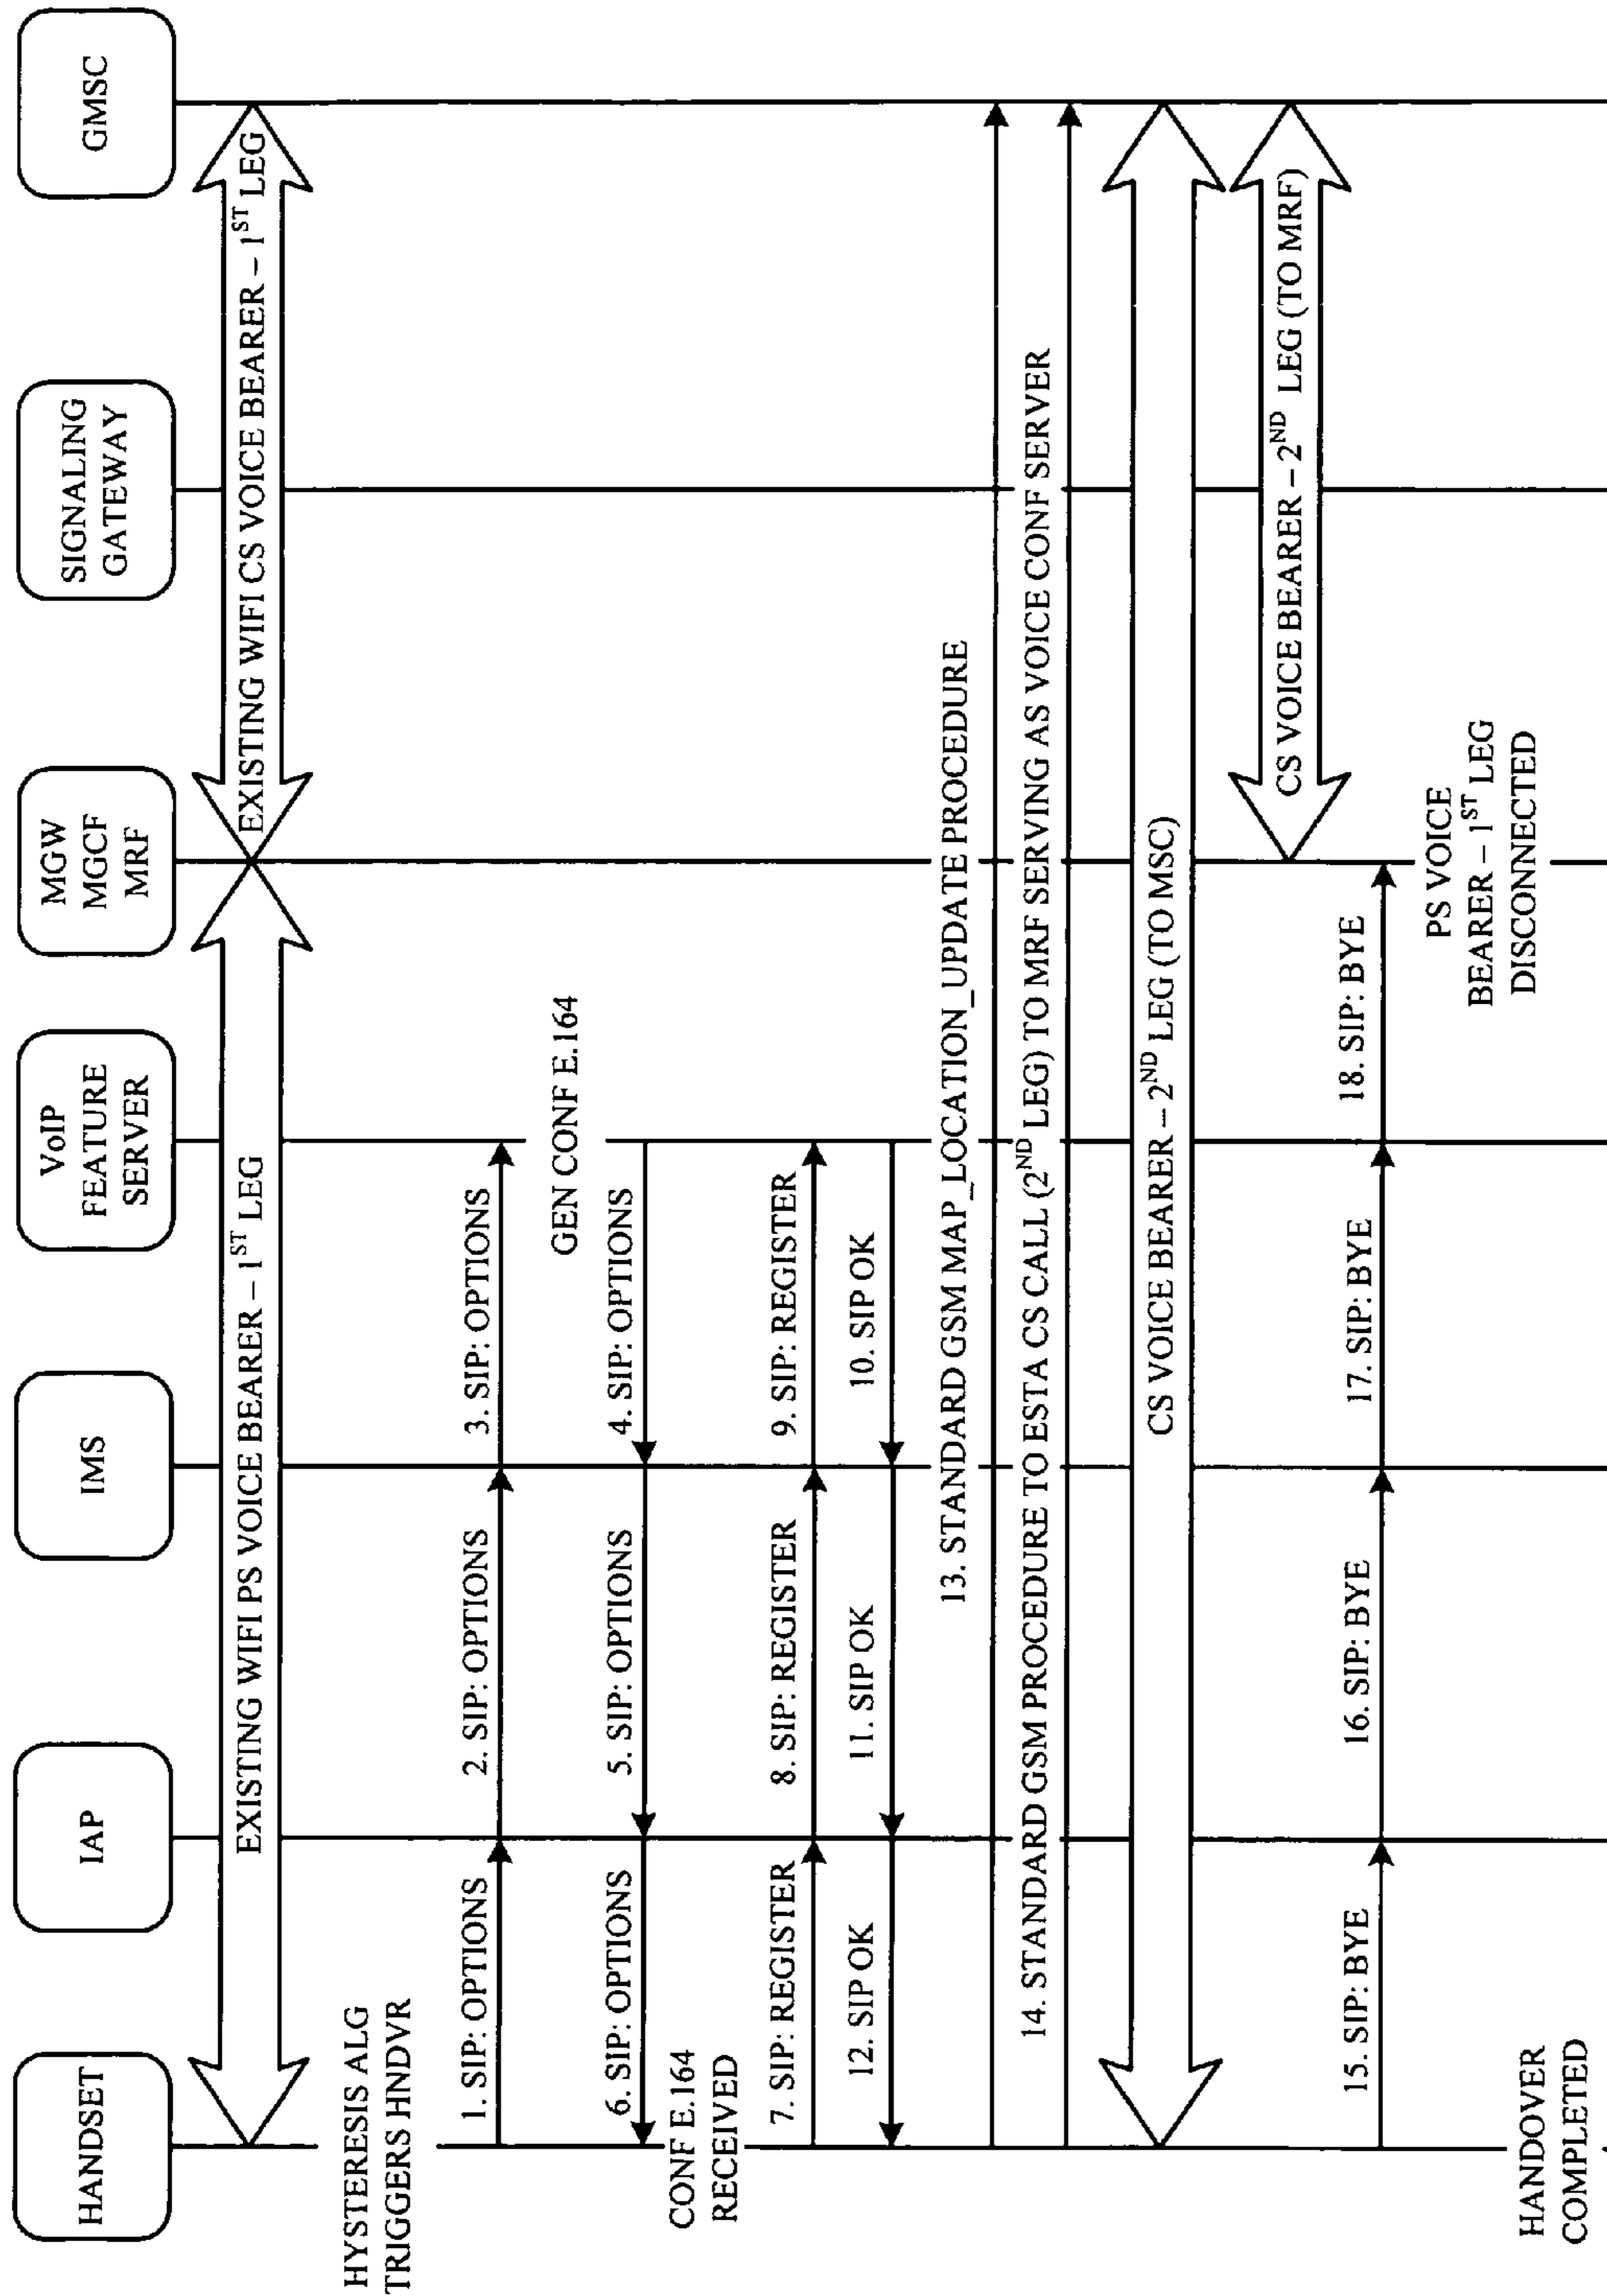 HANDSET
IAP
IMS
VoIP
FEATURE
SERVER
MGW
MGCF
MRF
SIGNALING
GATEWAY
GMSC
EXISTING WIFI PS VOICE BEARER – 1ST LEG
EXISTING WIFI CS VOICE BEARER – 1ST LEG
HYSTERESIS ALG
TRIGGERS HNDVR
1. SIP: OPTIONS
2. SIP: OPTIONS
3. SIP: OPTIONS
GEN CONF E.164
6. SIP: OPTIONS
5. SIP: OPTIONS
4. SIP: OPTIONS
CONF E.164
RECEIVED
7. SIP: REGISTER
8. SIP: REGISTER
9. SIP: REGISTER
12. SIP OK
11. SIP OK
10. SIP OK
13. STANDARD GSM MAP_LOCATION_UPDATE PROCEDURE
14. STANDARD GSM PROCEDURE TO ESTA CS CALL (2ND LEG) TO MRF SERVING AS VOICE CONF SERVER
CS VOICE BEARER – 2ND LEG (TO MSC)
CS VOICE BEARER – 2ND LEG (TO MRF)
15. SIP: BYE
16. SIP: BYE
17. SIP: BYE
18. SIP: BYE
PS VOICE
BEARER – 1ST LEG
DISCONNECTED
HANDOVER
COMPLETED